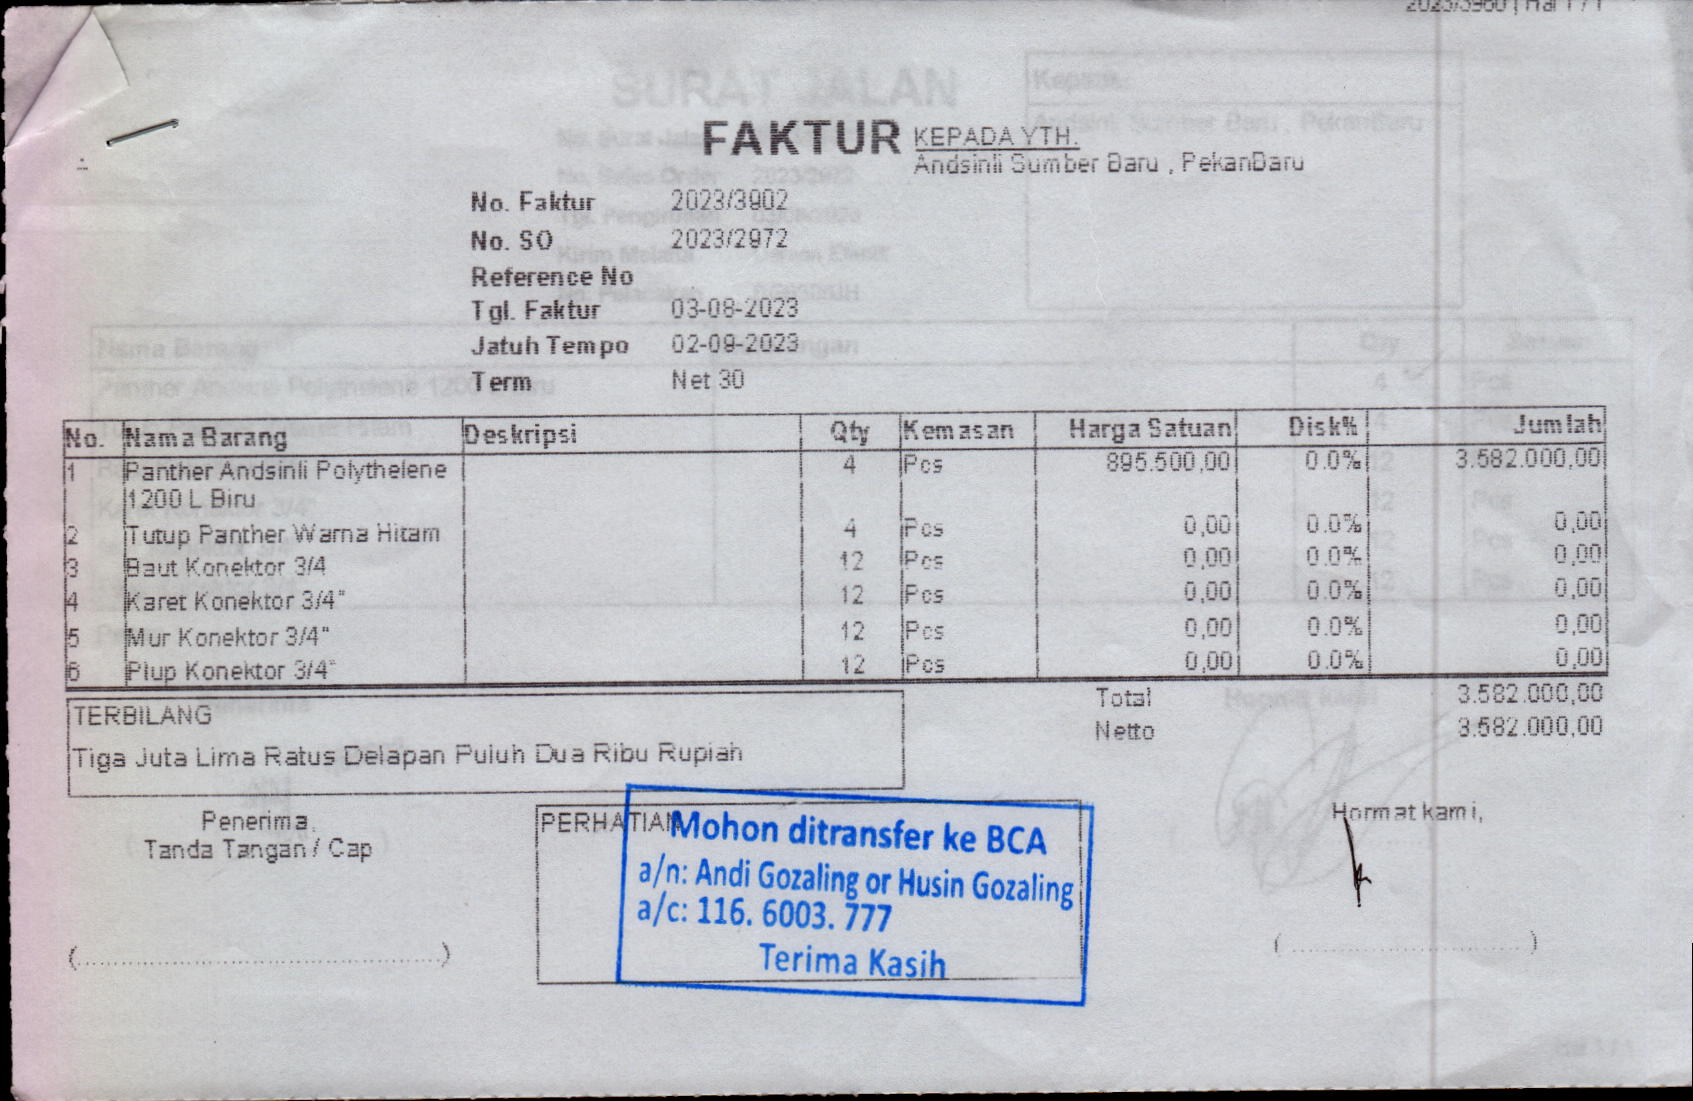 FAKTUR
KEPADA YTH.
Andsinli Sumber Baru , PekanBaru
No. Faktur 2023/3902
No. SO 2023/2972
Reference No
Tgl. Faktur 03-08-2023
Jatuh Tempo 02-09-2023
Term Net 30
No. Nama Barang Deskripsi Qty Kemasan Harga Satuan Disk% Jumlah
1 Panther Andsinli Polythelene 4 Pcs 895.500,00 0.0% 3.582.000,00
1200 L Biru
2 Tutup Panther Warna Hitam 4 Pcs 0,00 0.0% 0,00
3 Baut Konektor 3/4 12 Pcs 0,00 0.0% 0,00
4 Karet Konektor 3/4" 12 Pcs 0,00 0.0% 0,00
5 Mur Konektor 3/4" 12 Pcs 0,00 0.0% 0,00
6 Plup Konektor 3/4" 12 Pcs 0,00 0.0% 0,00
Total 3.582.000,00
Netto 3.582.000,00
TERBILANG
Tiga Juta Lima Ratus Delapan Puluh Dua Ribu Rupiah
Penerima,
Tanda Tangan / Cap
(........................................)
PERHATIAN
Mohon ditransfer ke BCA
a/n: Andi Gozaling or Husin Gozaling
a/c: 116. 6003. 777
Terima Kasih
Hormat kami,
(...........................)